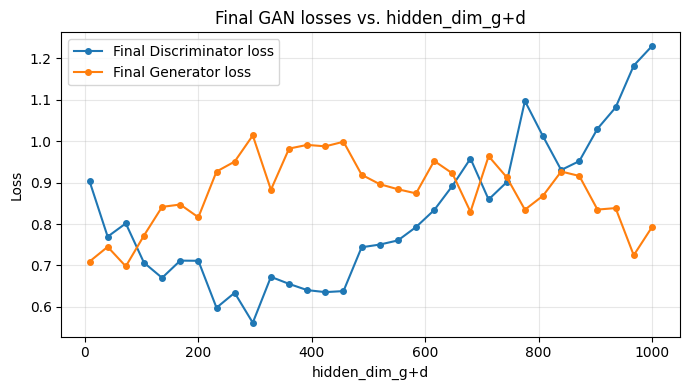 Final GAN losses vs. hidden_dim_g+d
Final Discriminator loss
Final Generator loss
Loss
1.2
1.1
1.0
0.9
0.8
0.7
0.6
0 200 400 600 800 1000
hidden_dim_g+d